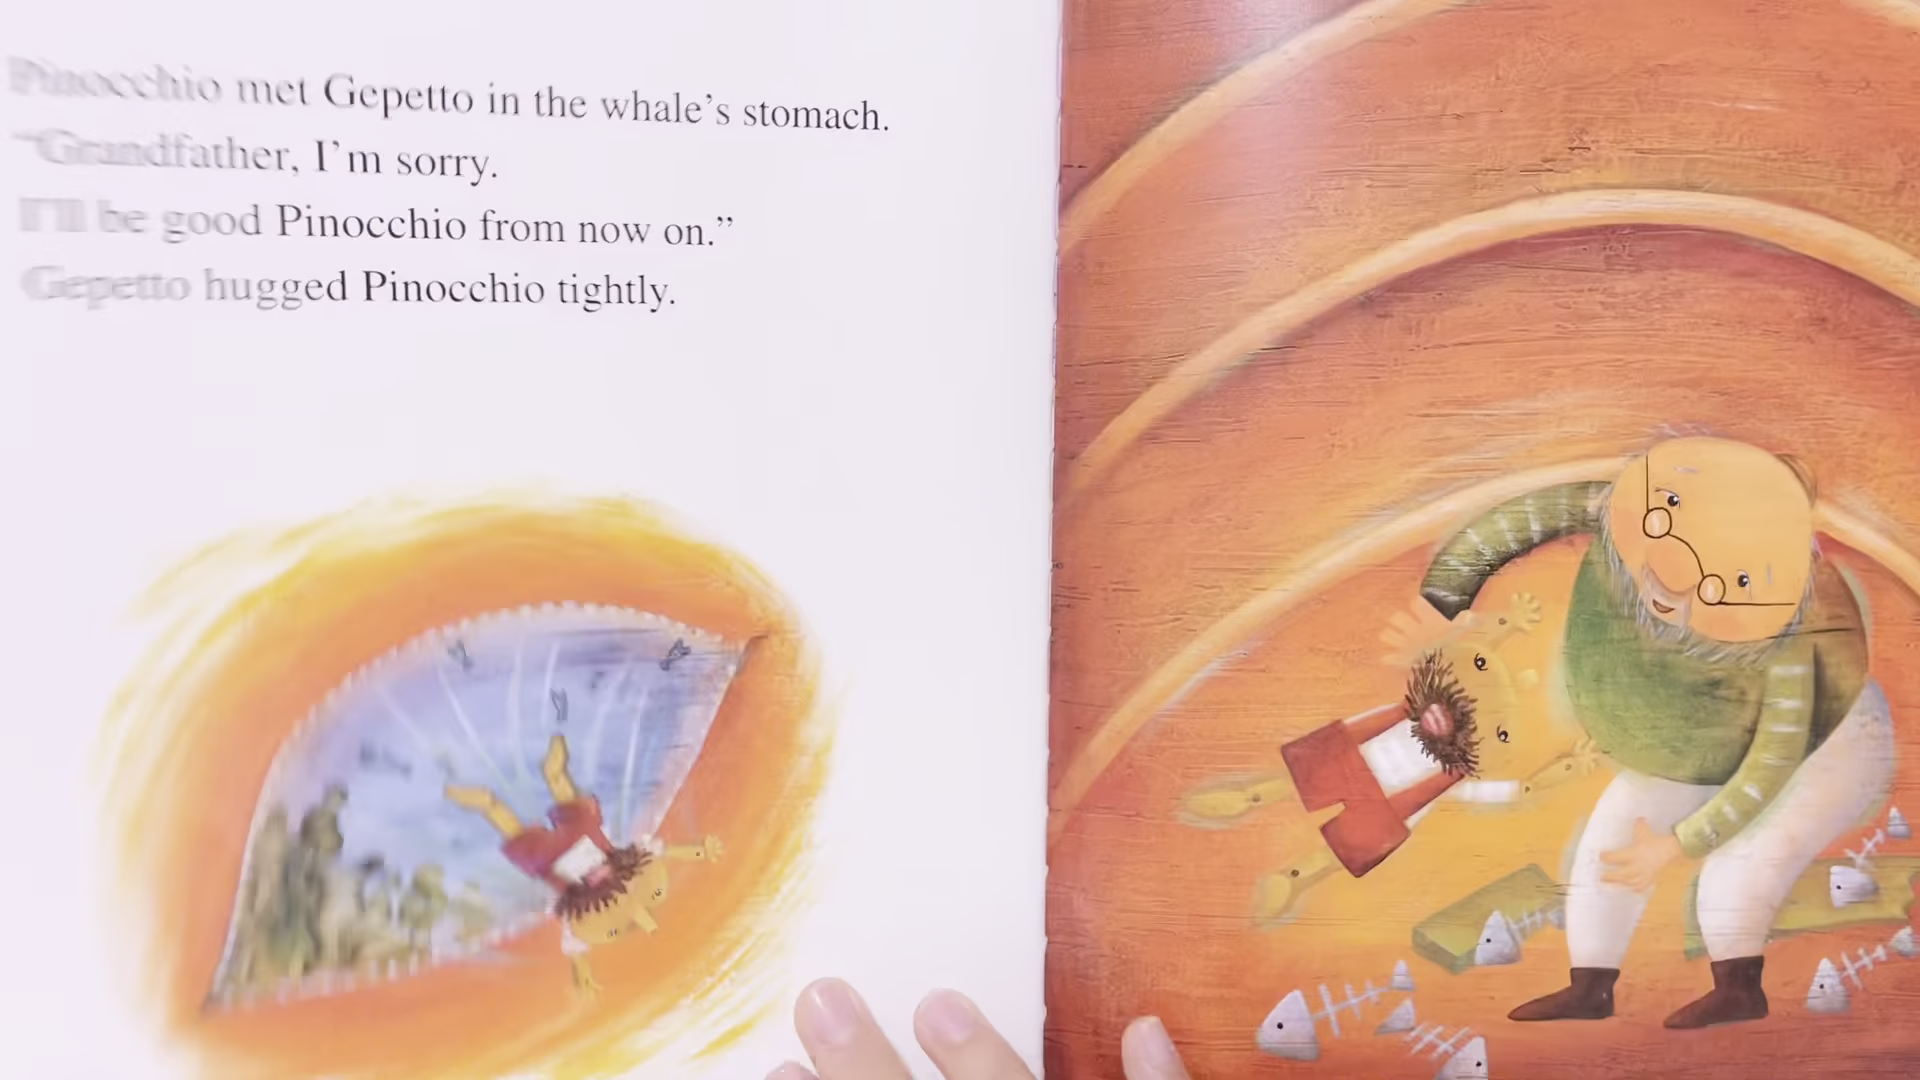 Pinocchio met Gepetto in the whale's stomach.
"Grandfather, I'm sorry.
I'll be good Pinocchio from now on."
Gepetto hugged Pinocchio tightly.